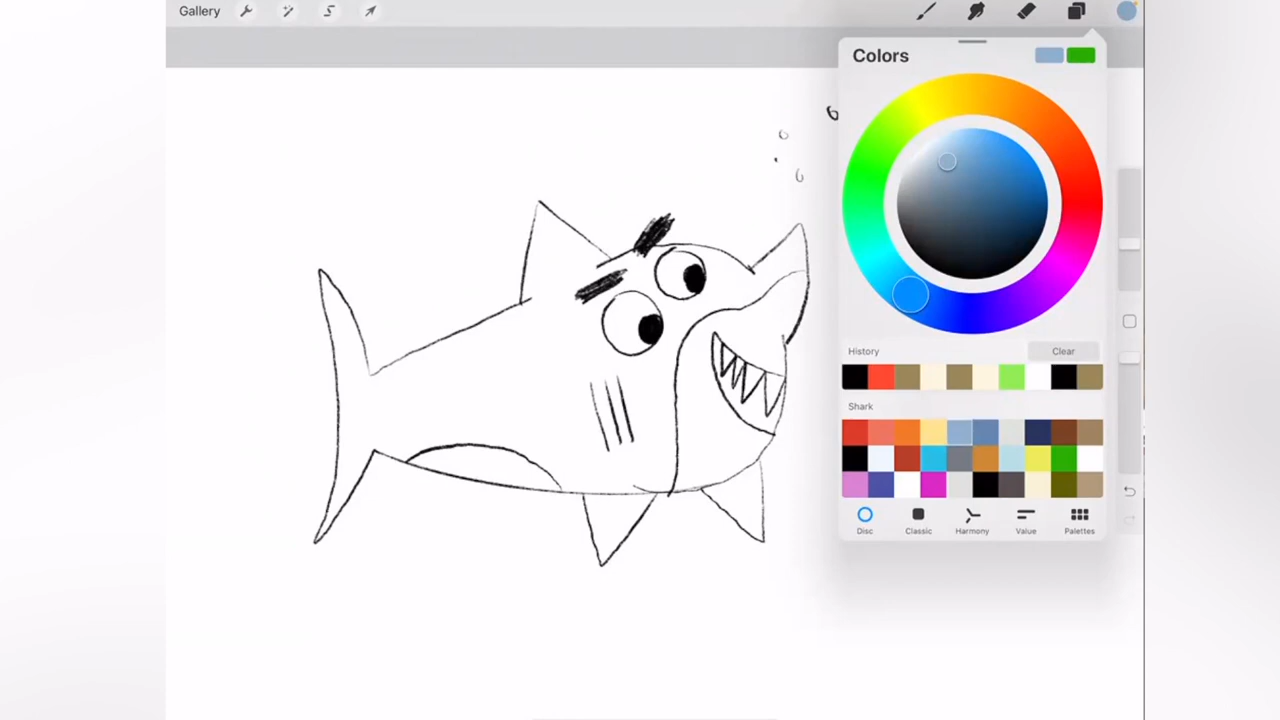 Gallery
Colors
History
Clear
Shark
Disc
Classic
Harmony
Value
Palettes